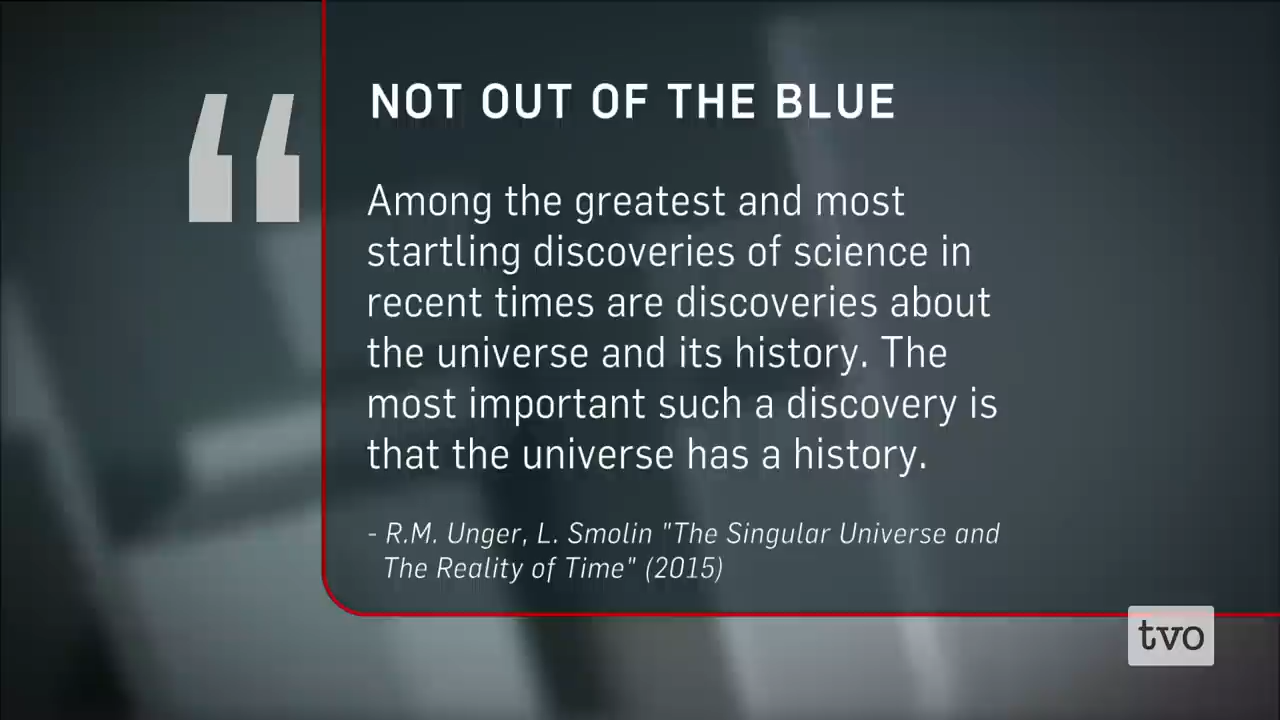 “
NOT OUT OF THE BLUE
Among the greatest and most
startling discoveries of science in
recent times are discoveries about
the universe and its history. The
most important such a discovery is
that the universe has a history.
- R.M. Unger, L. Smolin "The Singular Universe and
The Reality of Time" (2015)
tvo